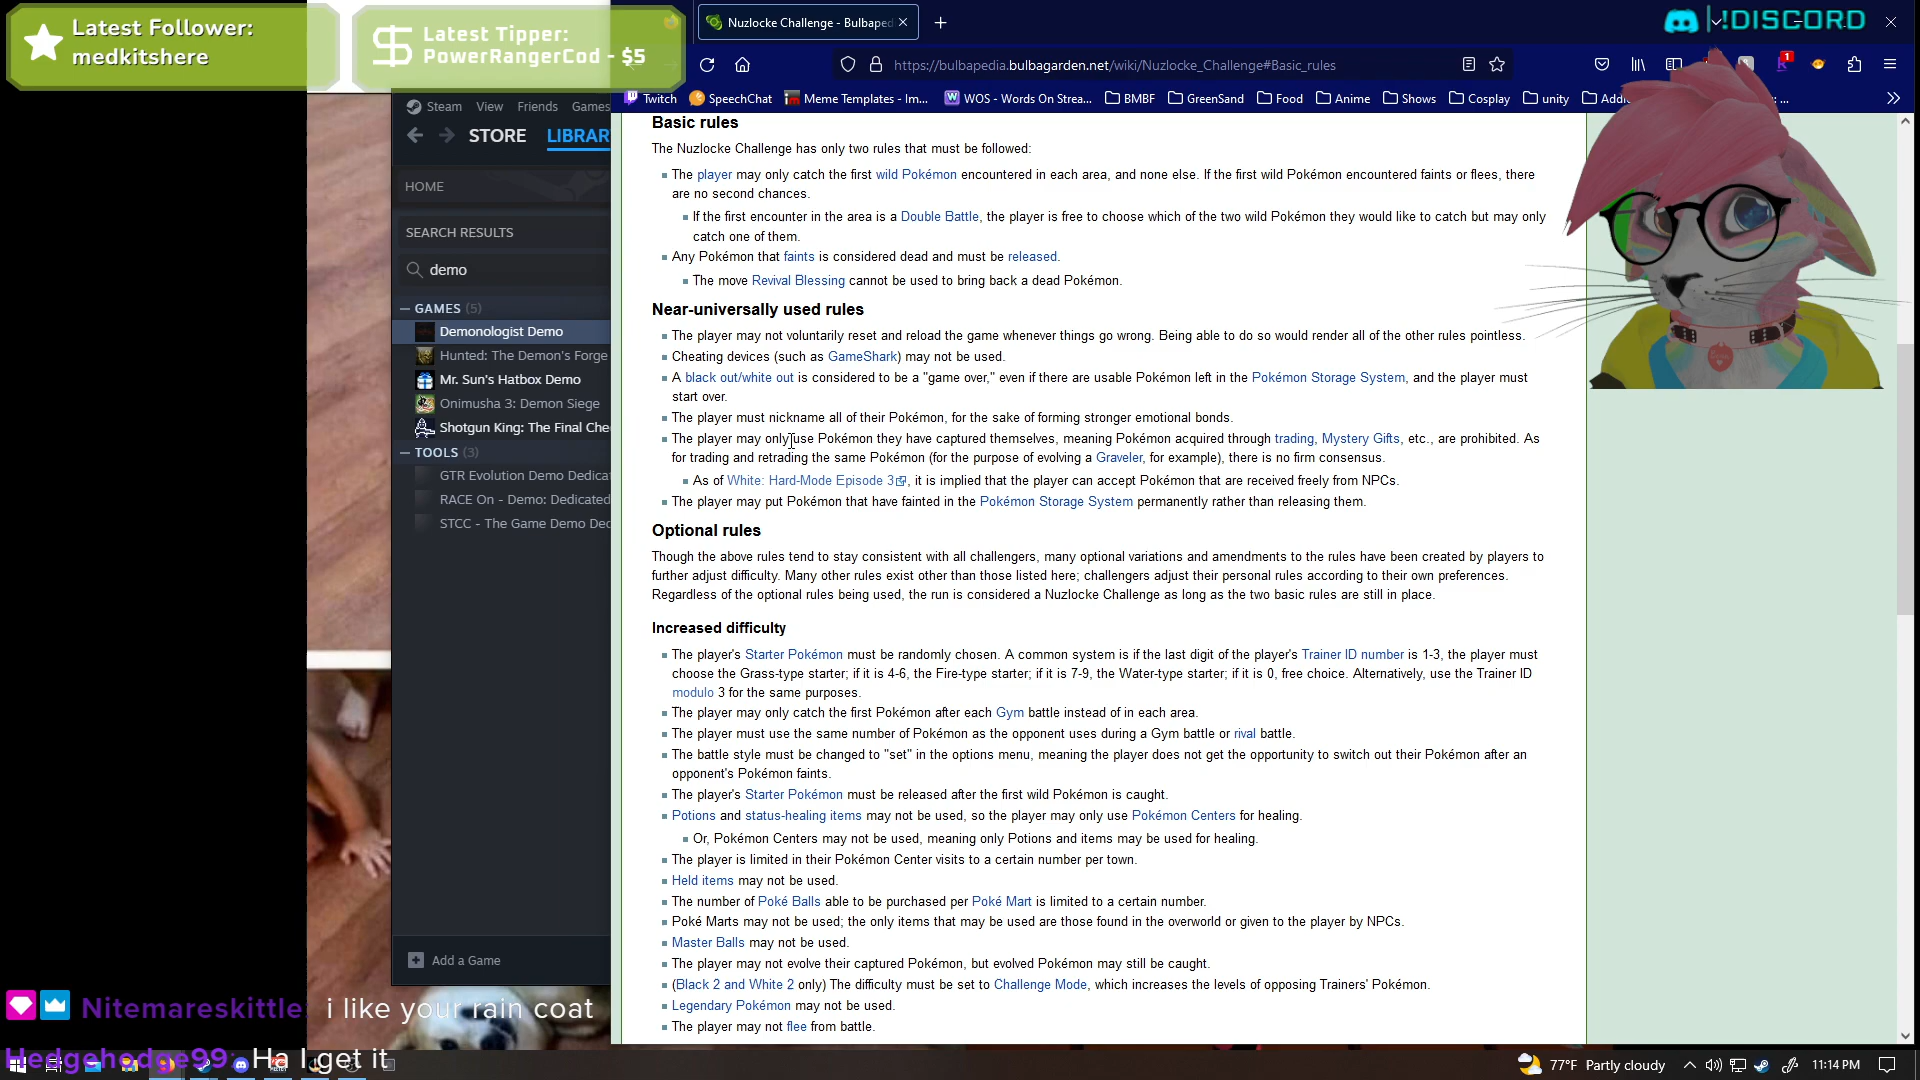 Latest Follower:
medkitshere
Latest Tipper:
PowerRangerCod - $5
Nuzlocke Challenge - Bulbaped
!DISCORD
https://bulbapedia.bulbagarden.net/wiki/Nuzlocke_Challenge#Basic_rules
1
Twitch
SpeechChat
Meme Templates - Im...
WOS - Words On Strea...
BMBF
GreenSand
Food
Anime
Shows
Cosplay
unity
Steam View Friends Games
STORE LIBRAR
HOME
SEARCH RESULTS
demo
GAMES (5)
Demonologist Demo
Hunted: The Demon's Forge
Mr. Sun's Hatbox Demo
Onimusha 3: Demon Siege
Shotgun King: The Final Che
TOOLS (3)
GTR Evolution Demo Dedica
RACE On - Demo: Dedicated
STCC - The Game Demo Dec
Add a Game
Basic rules
The Nuzlocke Challenge has only two rules that must be followed:
The player may only catch the first wild Pokémon encountered in each area, and none else. If the first wild Pokémon encountered faints or flees, there
are no second chances.
If the first encounter in the area is a Double Battle, the player is free to choose which of the two wild Pokémon they would like to catch but may only
catch one of them.
Any Pokémon that faints is considered dead and must be released.
The move Revival Blessing cannot be used to bring back a dead Pokémon.
Near-universally used rules
The player may not voluntarily reset and reload the game whenever things go wrong. Being able to do so would render all of the other rules pointless.
Cheating devices (such as GameShark) may not be used.
A black out/white out is considered to be a "game over," even if there are usable Pokémon left in the Pokémon Storage System, and the player must
start over.
The player must nickname all of their Pokémon, for the sake of forming stronger emotional bonds.
The player may only use Pokémon they have captured themselves, meaning Pokémon acquired through trading, Mystery Gifts, etc., are prohibited. As
for trading and retrading the same Pokémon (for the purpose of evolving a Graveler, for example), there is no firm consensus.
As of White: Hard-Mode Episode 3, it is implied that the player can accept Pokémon that are received freely from NPCs.
The player may put Pokémon that have fainted in the Pokémon Storage System permanently rather than releasing them.
Optional rules
Though the above rules tend to stay consistent with all challengers, many optional variations and amendments to the rules have been created by players to
further adjust difficulty. Many other rules exist other than those listed here; challengers adjust their personal rules according to their own preferences.
Regardless of the optional rules being used, the run is considered a Nuzlocke Challenge as long as the two basic rules are still in place.
Increased difficulty
The player's Starter Pokémon must be randomly chosen. A common system is if the last digit of the player's Trainer ID number is 1-3, the player must
choose the Grass-type starter; if it is 4-6, the Fire-type starter; if it is 7-9, the Water-type starter; if it is 0, free choice. Alternatively, use the Trainer ID
modulo 3 for the same purposes.
The player may only catch the first Pokémon after each Gym battle instead of in each area.
The player must use the same number of Pokémon as the opponent uses during a Gym battle or rival battle.
The battle style must be changed to "set" in the options menu, meaning the player does not get the opportunity to switch out their Pokémon after an
opponent's Pokémon faints.
The player's Starter Pokémon must be released after the first wild Pokémon is caught.
Potions and status-healing items may not be used, so the player may only use Pokémon Centers for healing.
Or, Pokémon Centers may not be used, meaning only Potions and items may be used for healing.
The player is limited in their Pokémon Center visits to a certain number per town.
Held items may not be used.
The number of Poké Balls able to be purchased per Poké Mart is limited to a certain number.
Poké Marts may not be used; the only items that may be used are those found in the overworld or given to the player by NPCs.
Master Balls may not be used.
The player may not evolve their captured Pokémon, but evolved Pokémon may still be caught.
(Black 2 and White 2 only) The difficulty must be set to Challenge Mode, which increases the levels of opposing Trainers' Pokémon.
Legendary Pokémon may not be used.
The player may not flee from battle.
Nitemareskittle i like your rain coat
Hedgehedge99: Ha I get it
77°F Partly cloudy 11:14 PM